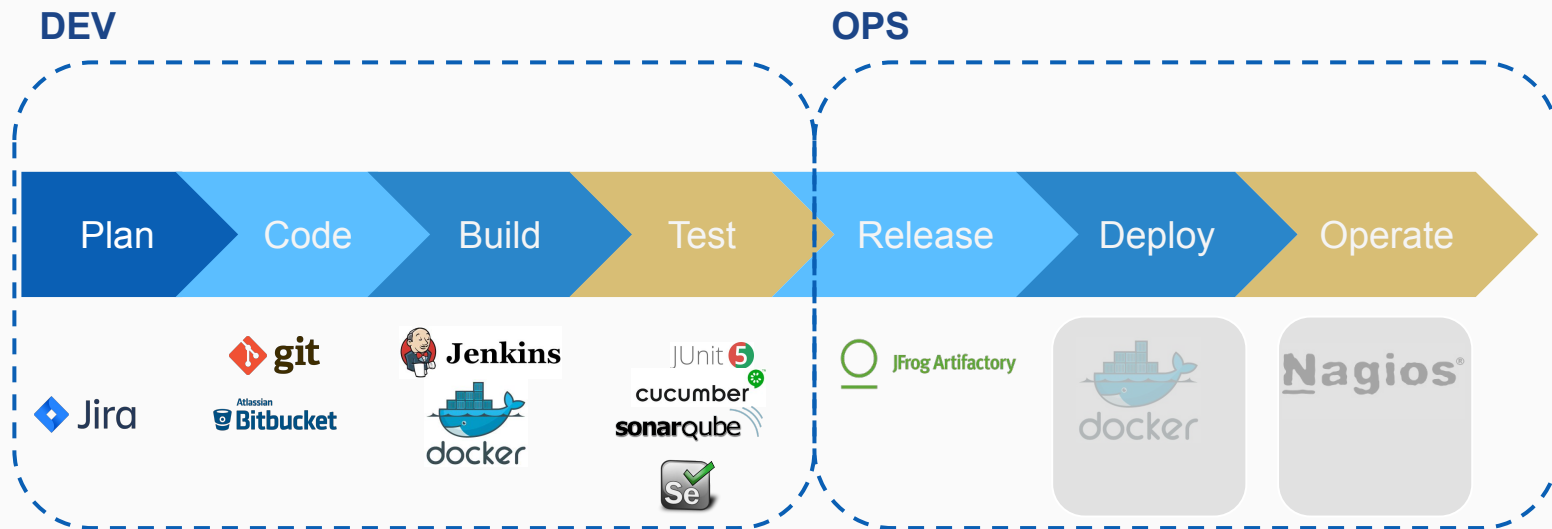 DEV
OPS
Plan
Code
Build
Test
Release
Deploy
Operate
Jira
git
Atlassian
Bitbucket
Jenkins
docker
JUnit 5
cucumber
sonarqube
Se
JFrog Artifactory
docker
Nagios®